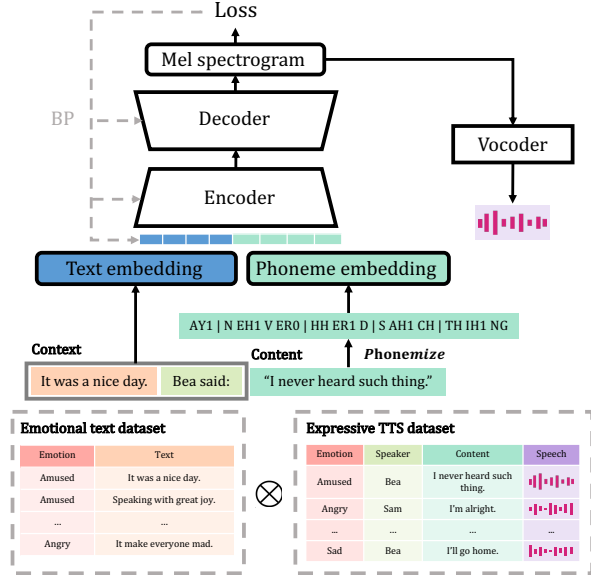 Loss
Mel spectrogram
BP
Decoder
Vocoder
Encoder
Text embedding
Phoneme embedding
AY1 | N EH1 V ER0 | HH ER1 D | S AH1 CH | TH IH1 NG
Context
Content
Phonemize
It was a nice day.
Bea said:
“I never heard such thing.”
Emotional text dataset
Emotion Text
Amused It was a nice day.
Amused Speaking with great joy.
... ...
Angry It make everyone mad.
Expressive TTS dataset
Emotion Speaker Content Speech
Amused Bea I never heard such
thing.
Angry Sam I'm alright.
... ... ... ...
Sad Bea I'll go home.